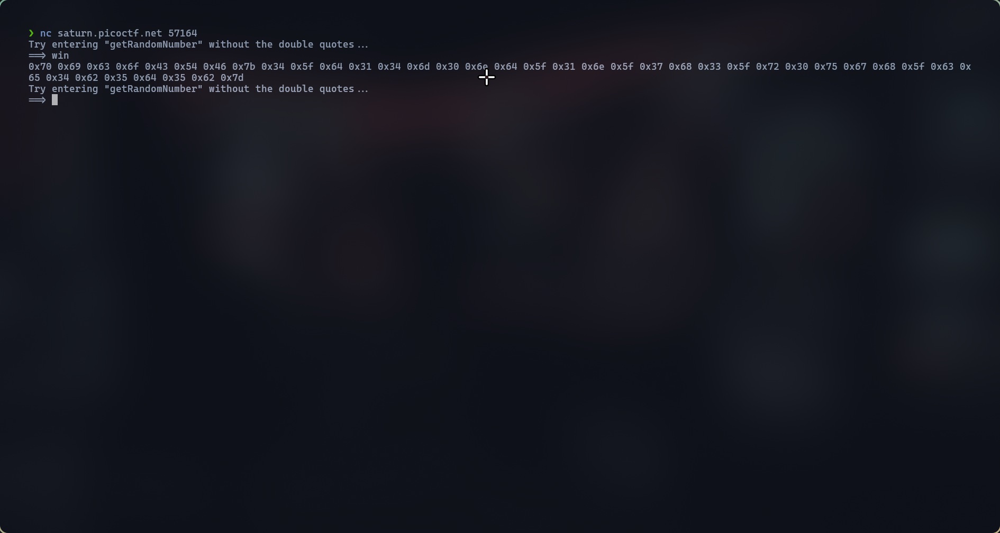 ❯ nc saturn.picoctf.net 57164
Try entering "getRandomNumber" without the double quotes...
==> win
0x70 0x69 0x63 0x6f 0x43 0x54 0x46 0x7b 0x34 0x5f 0x64 0x31 0x34 0x6d 0x30 0x6e 0x64 0x5f 0x31 0x6e 0x5f 0x37 0x68 0x33 0x5f 0x72 0x30 0x75 0x67 0x68 0x5f 0x63 0x
65 0x34 0x62 0x35 0x64 0x35 0x62 0x7d
Try entering "getRandomNumber" without the double quotes...
==>